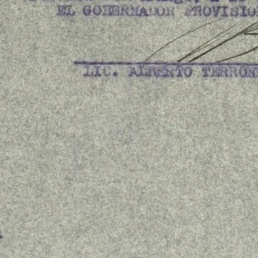 EL GOBERNADOR PROVISIO
LIC. ALBERTO TERRON